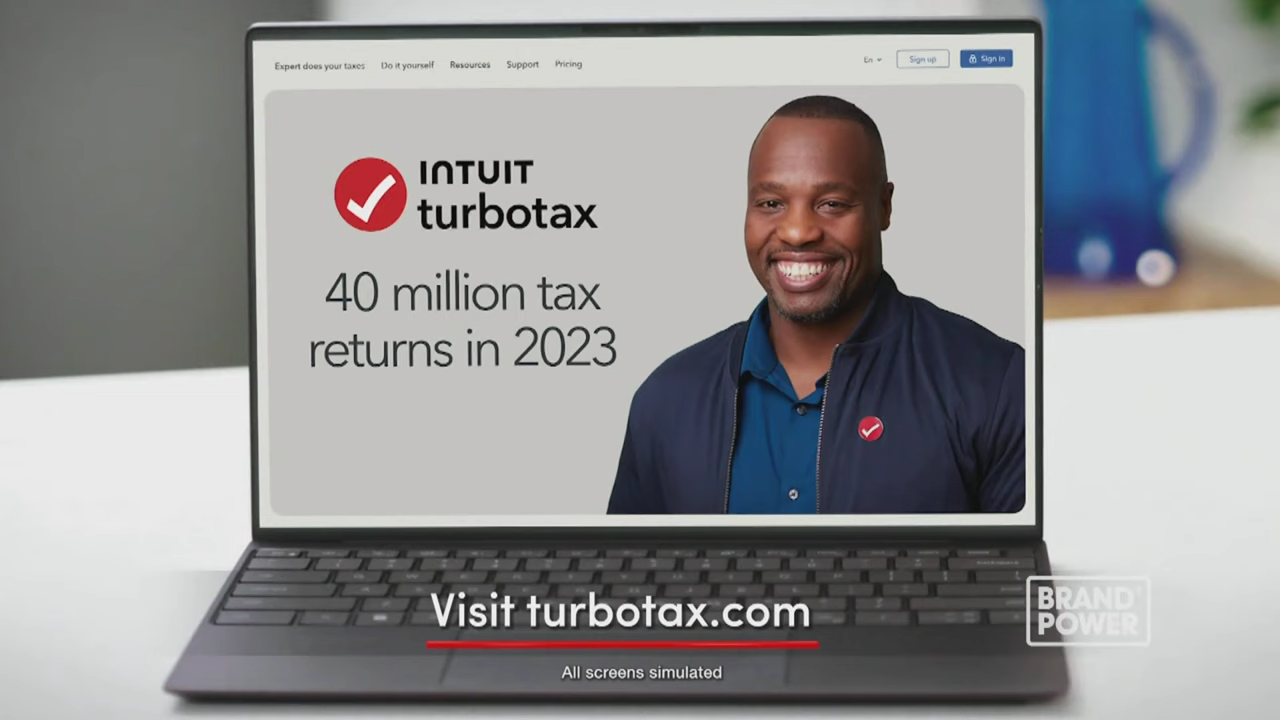 Expert does your taxes Do it yourself Resources Support Pricing En Sign up Sign in
INTUIT
turbotax
40 million tax
returns in 2023
Visit turbotax.com
BRAND
POWER
All screens simulated